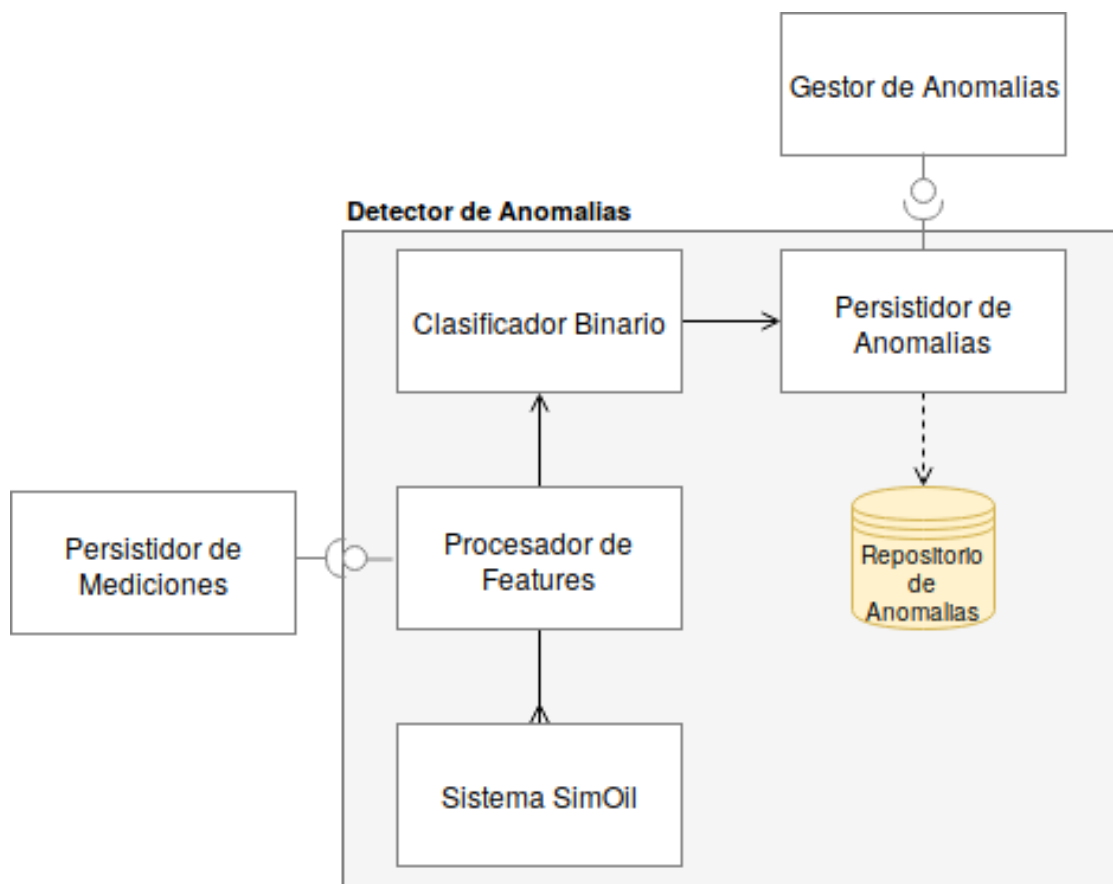 Gestor de Anomalias
Detector de Anomalias
Clasificador Binario
Persistidor de
Anomalias
Persistidor de
Mediciones
Procesador de
Features
Repositorio
de
Anomalias
Sistema SimOil